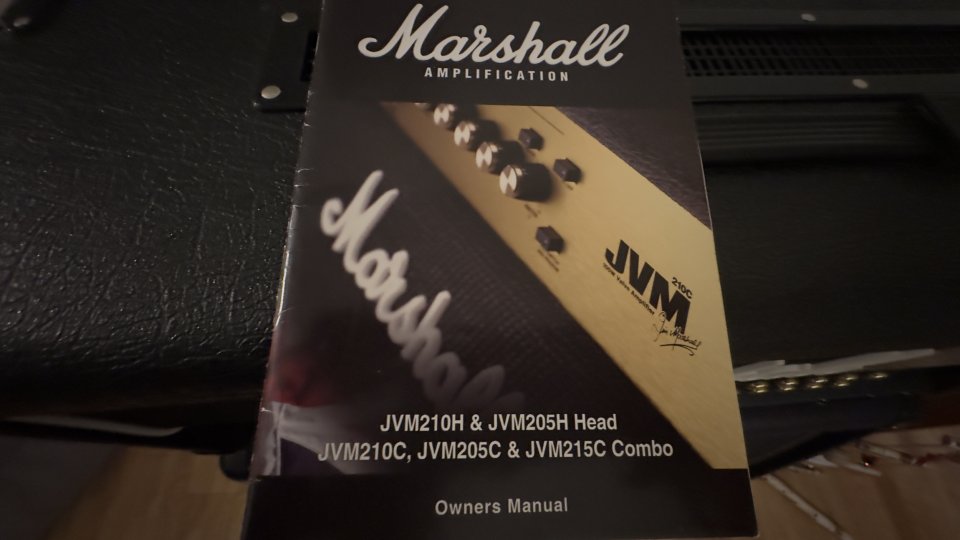 Marshall
AMPLIFICATION
Marshall
JVM
210C
JVM210H & JVM205H Head
JVM210C, JVM205C & JVM215C Combo
Owners Manual